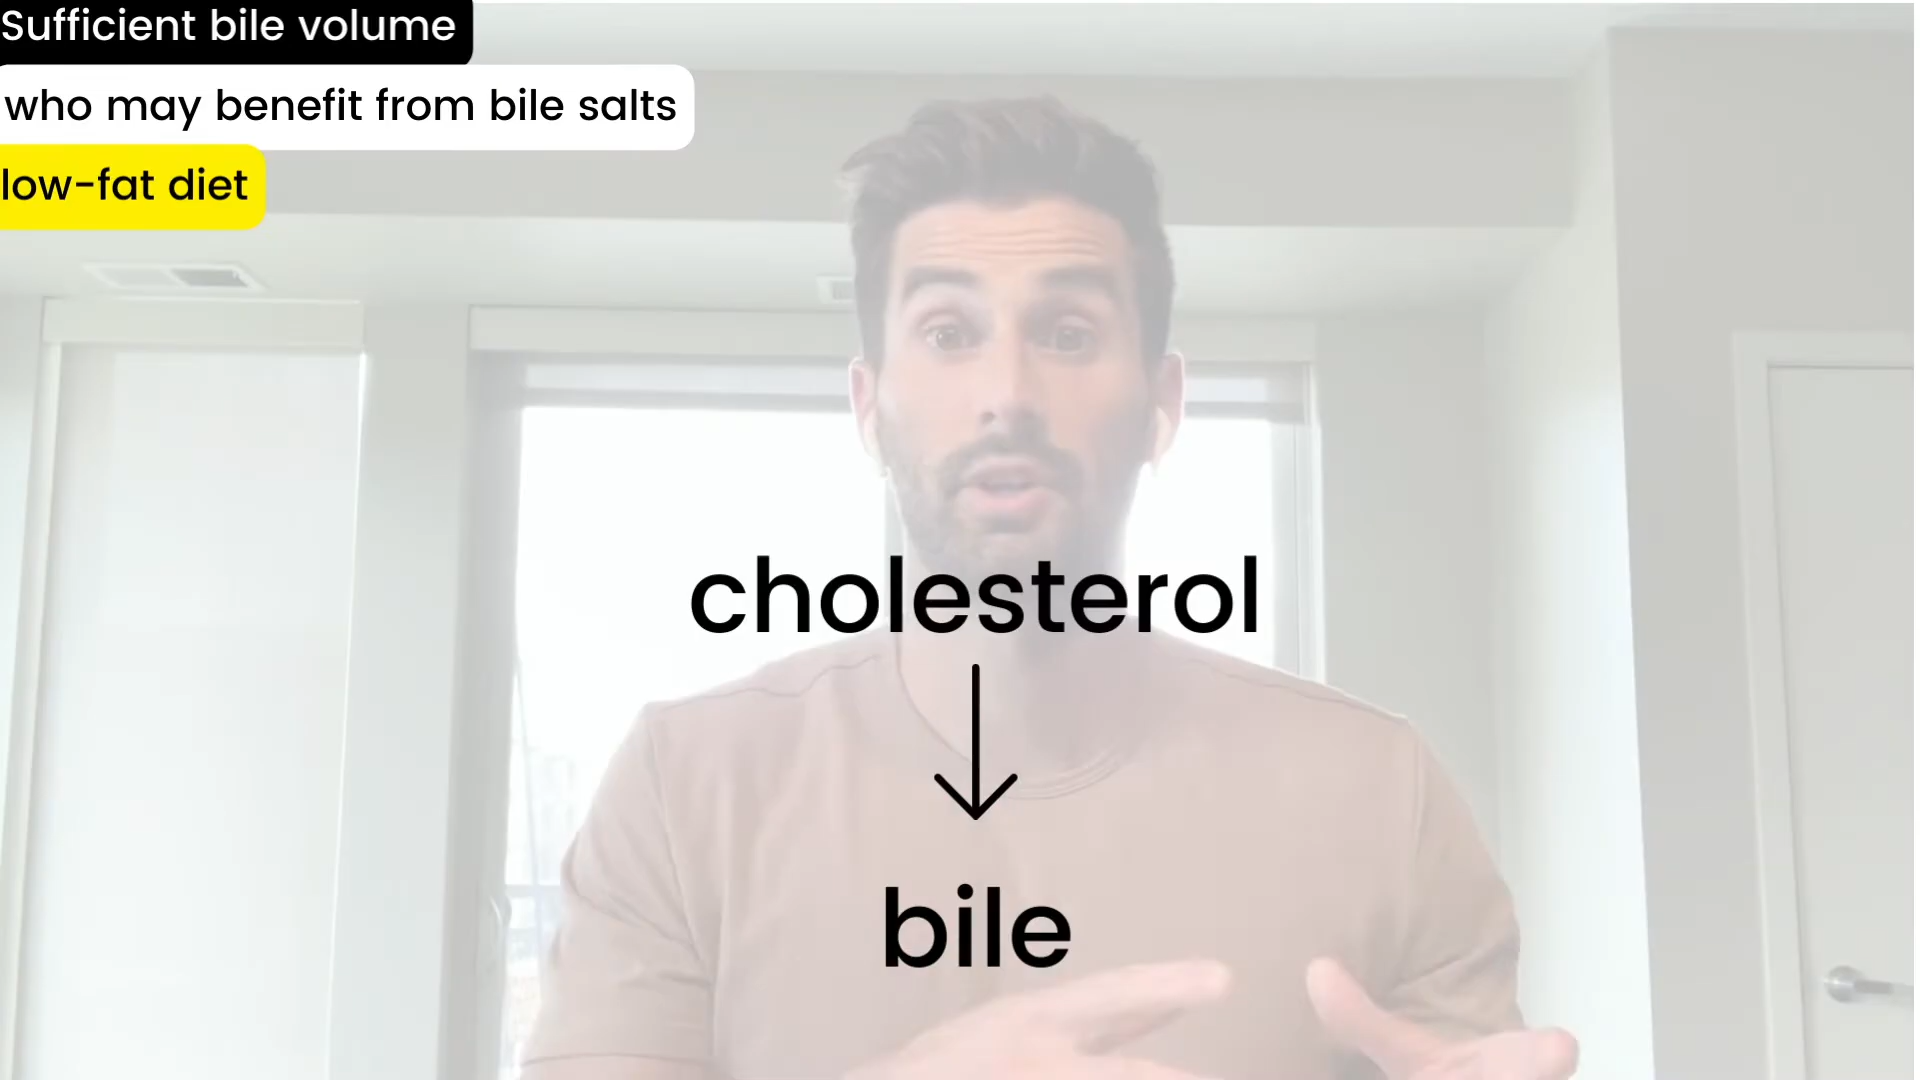 Sufficient bile volume
who may benefit from bile salts
low-fat diet
cholesterol
bile